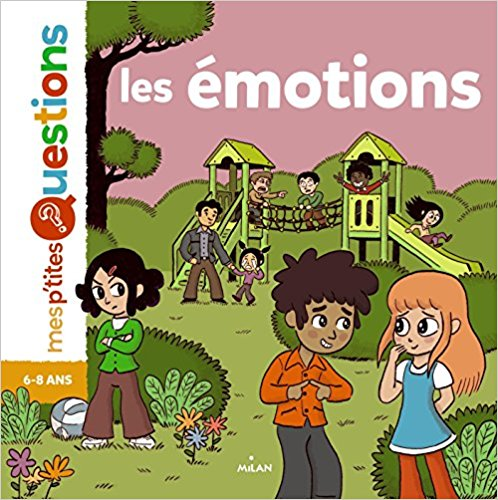 les émotions
mes p'tites Questions
6-8 ANS
MiLAN